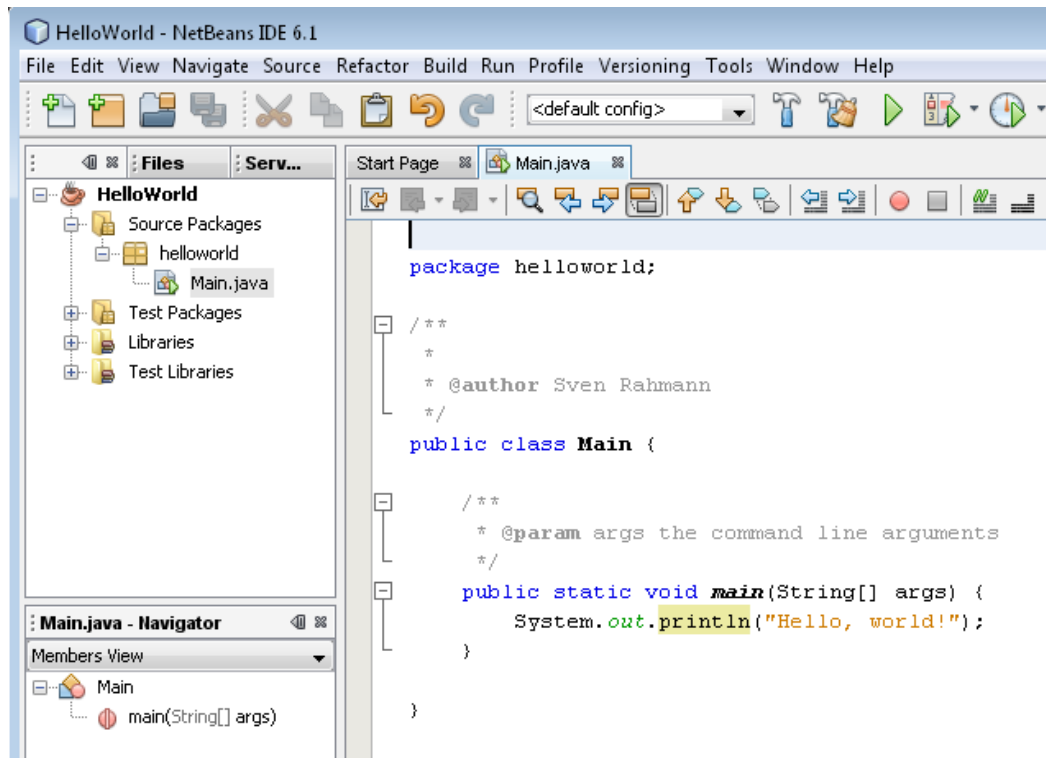 HelloWorld - NetBeans IDE 6.1
File Edit View Navigate Source Refactor Build Run Profile Versioning Tools Window Help
<default config>
Files Serv...
HelloWorld
Source Packages
helloworld
Main.java
Test Packages
Libraries
Test Libraries
Main.java - Navigator
Members View
Main
main(String[] args)
Start Page Main.java
package helloworld;
/**
 *
 * @author Sven Rahmann
 */
public class Main {
    /**
     * @param args the command line arguments
     */
    public static void main(String[] args) {
        System.out.println("Hello, world!");
    }
}